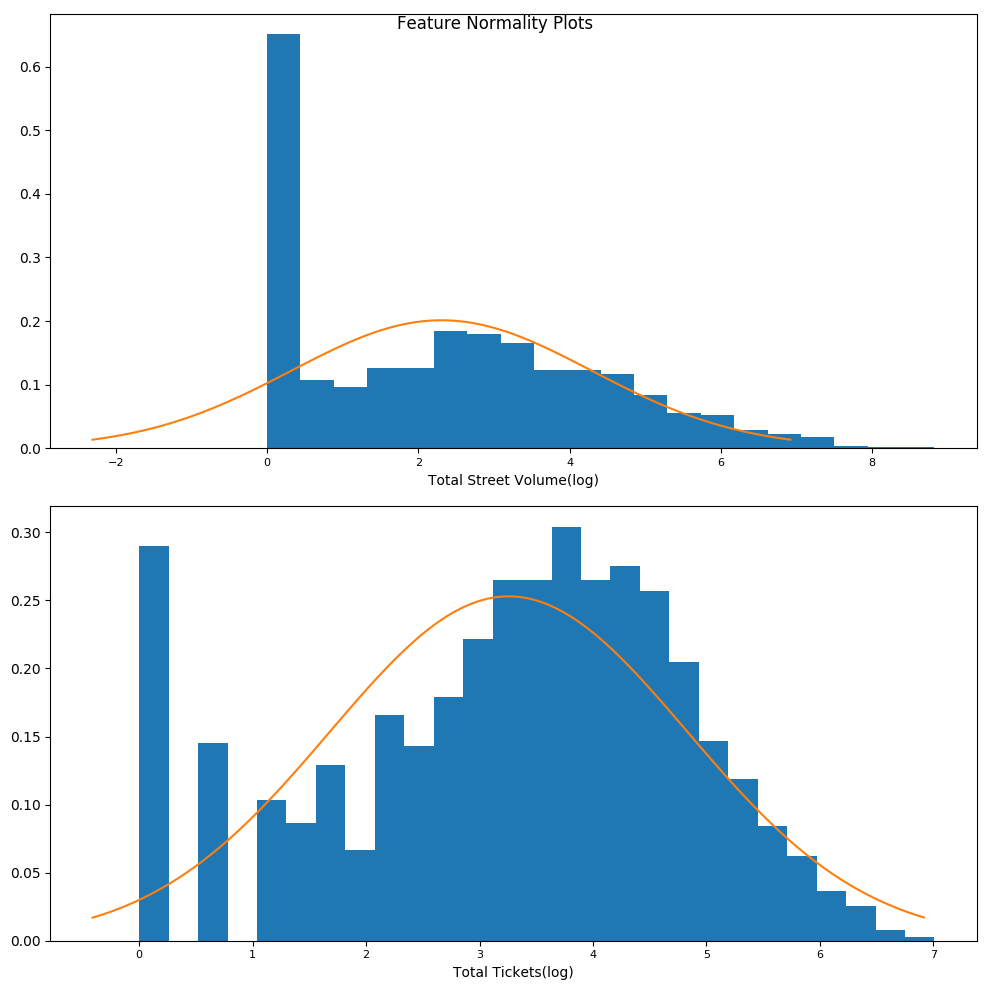 Feature Normality Plots
0.6
0.5
0.4
0.3
0.2
0.1
0.0
−2 0 2 4 6 8
Total Street Volume(log)
0.30
0.25
0.20
0.15
0.10
0.05
0.00
0 1 2 3 4 5 6 7
Total Tickets(log)